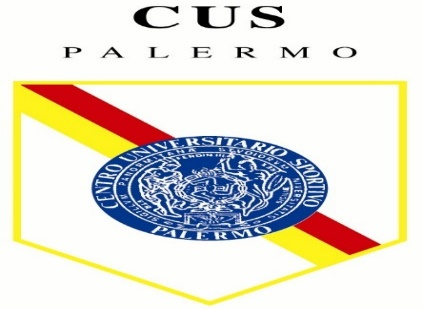 CUS
PALERMO
CENTRO UNIVERSITARIO SPORTIVO
PALERMO